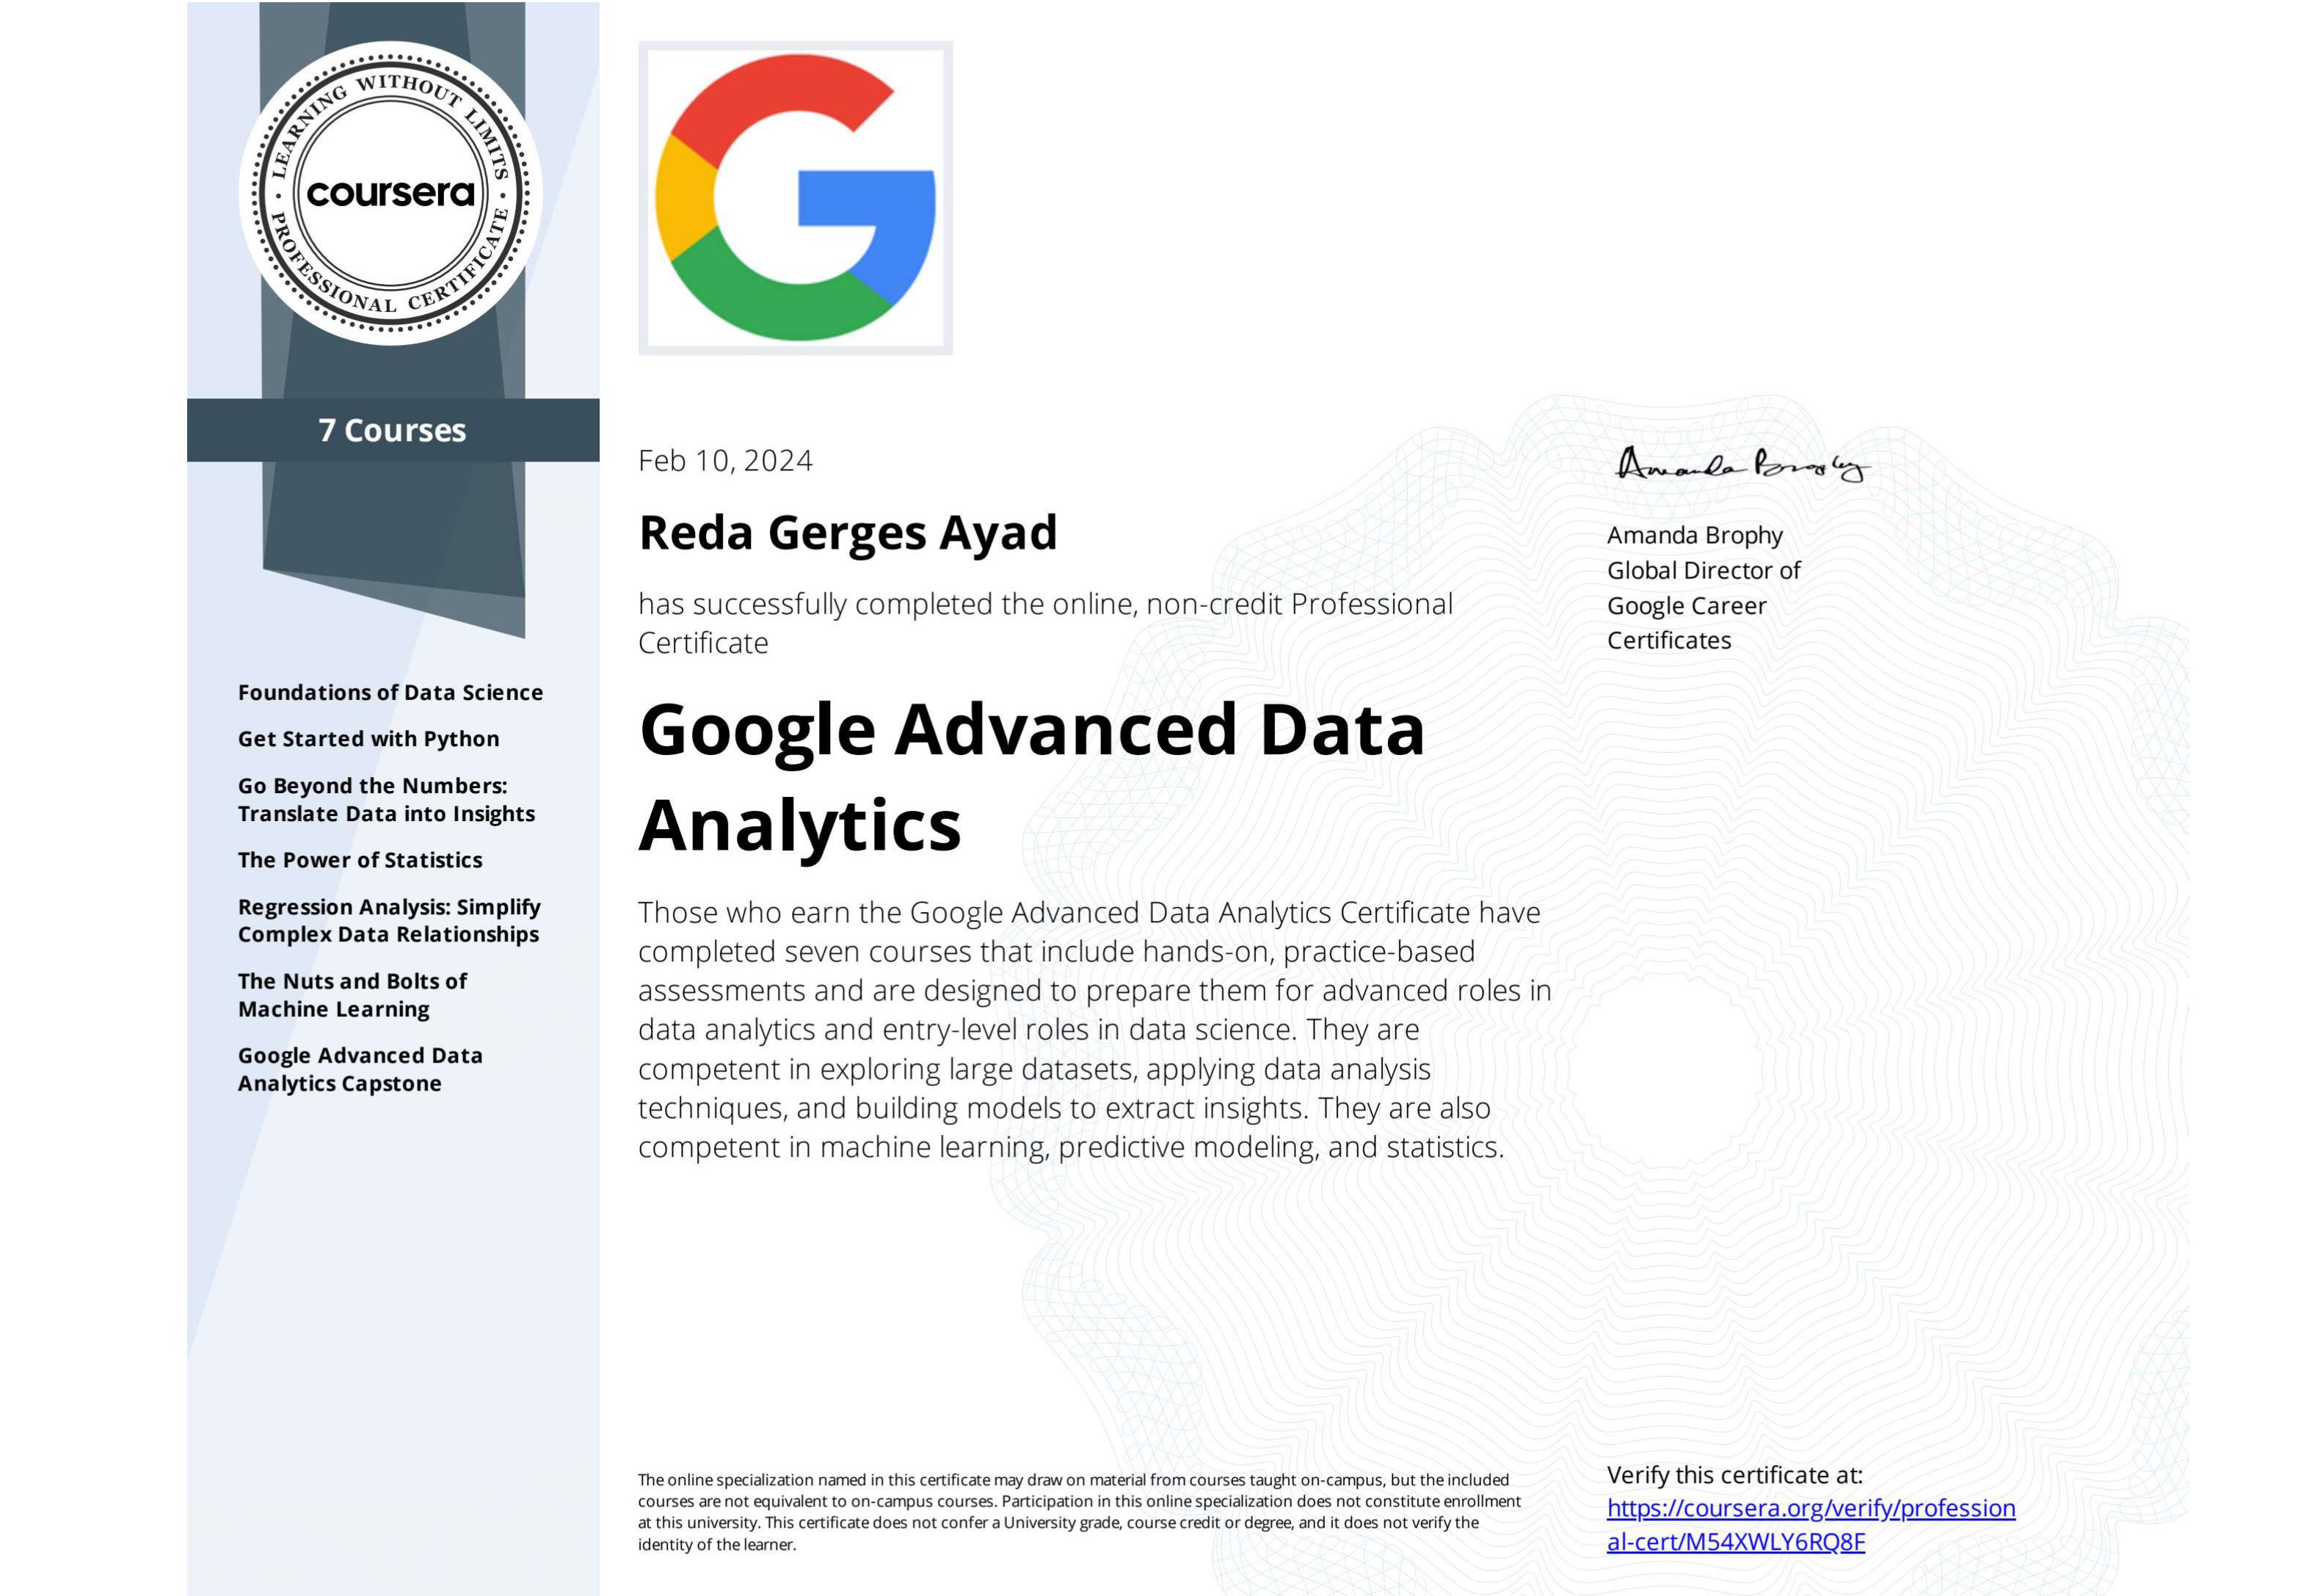 LEARNING WITHOUT LIMITS
coursera
PROFESSIONAL CERTIFICATE
7 Courses
Foundations of Data Science
Get Started with Python
Go Beyond the Numbers:
Translate Data into Insights
The Power of Statistics
Regression Analysis: Simplify
Complex Data Relationships
The Nuts and Bolts of
Machine Learning
Google Advanced Data
Analytics Capstone
Feb 10, 2024
Reda Gerges Ayad
has successfully completed the online, non-credit Professional
Certificate
Google Advanced Data
Analytics
Those who earn the Google Advanced Data Analytics Certificate have
completed seven courses that include hands-on, practice-based
assessments and are designed to prepare them for advanced roles in
data analytics and entry-level roles in data science. They are
competent in exploring large datasets, applying data analysis
techniques, and building models to extract insights. They are also
competent in machine learning, predictive modeling, and statistics.
The online specialization named in this certificate may draw on material from courses taught on-campus, but the included
courses are not equivalent to on-campus courses. Participation in this online specialization does not constitute enrollment
at this university. This certificate does not confer a University grade, course credit or degree, and it does not verify the
identity of the learner.
Amanda Brophy
Amanda Brophy
Global Director of
Google Career
Certificates
Verify this certificate at:
https://coursera.org/verify/profession
al-cert/M54XWLY6RQ8F